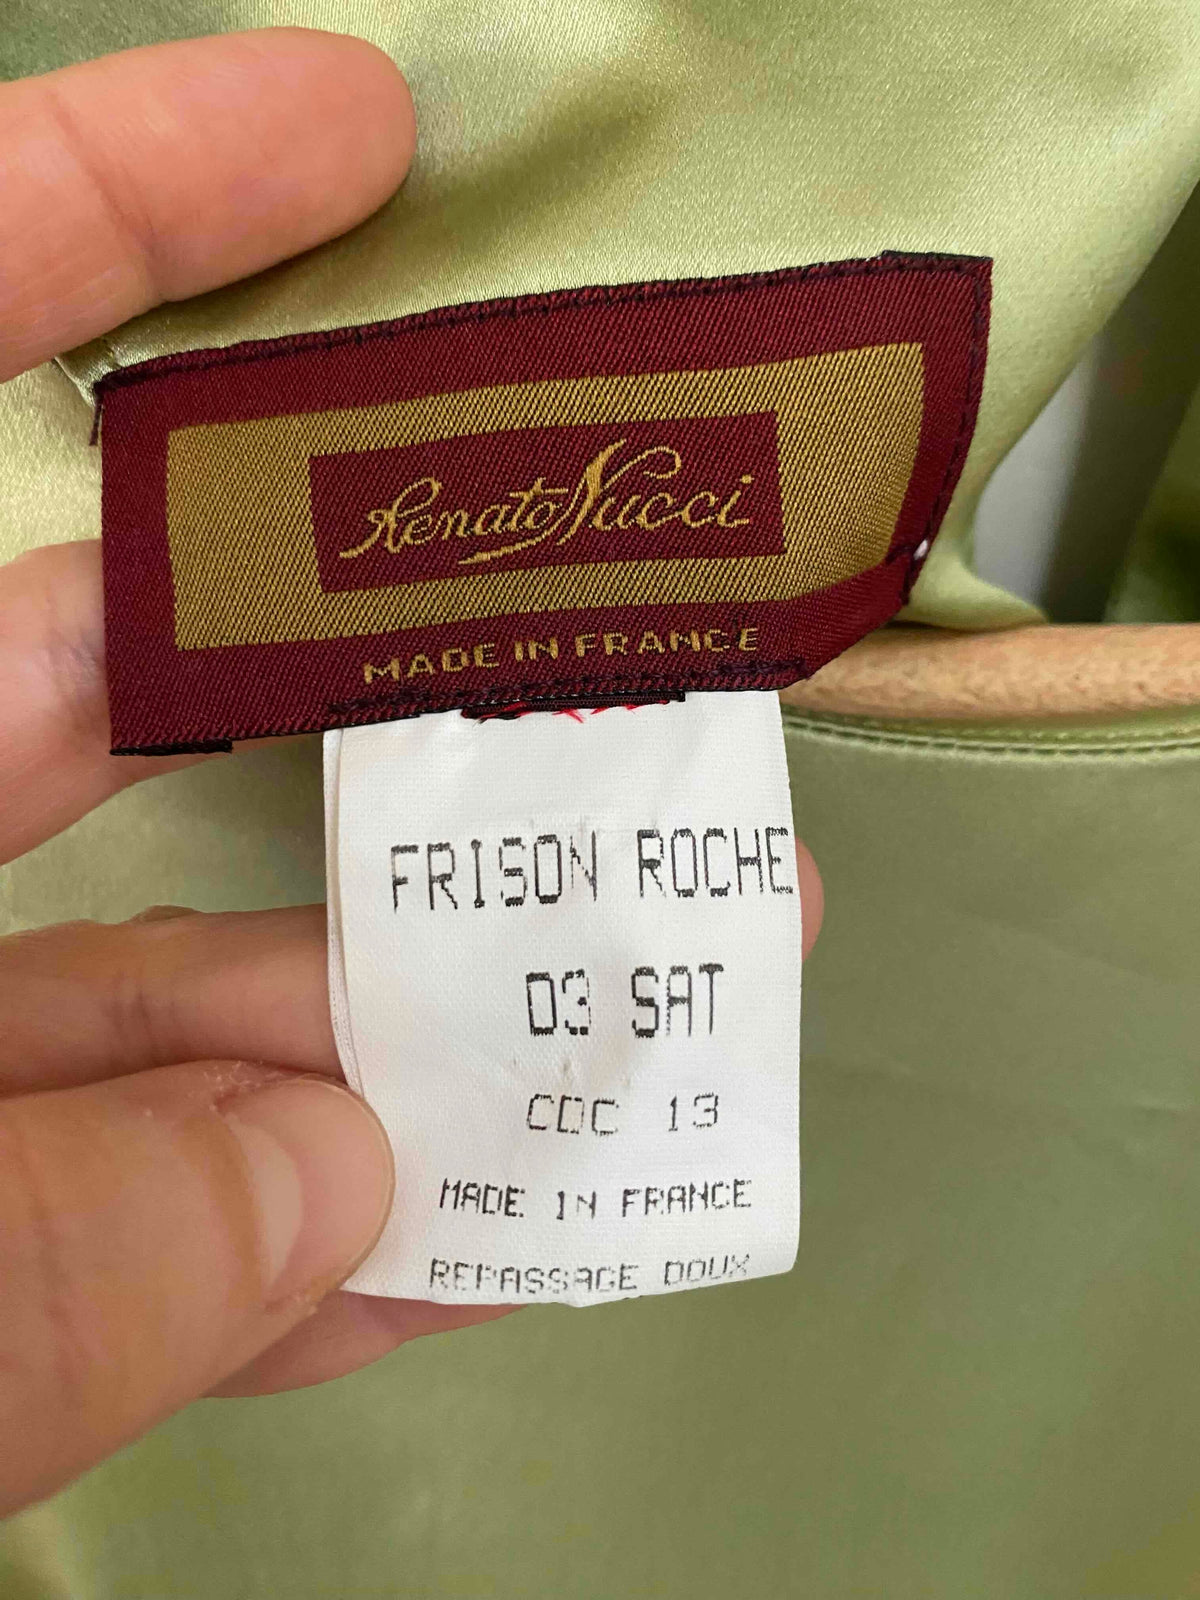 Renato Nucci
MADE IN FRANCE
FRISON ROCHE
03 SAT
CDC 13
MADE IN FRANCE
REPASSAGE DOUX